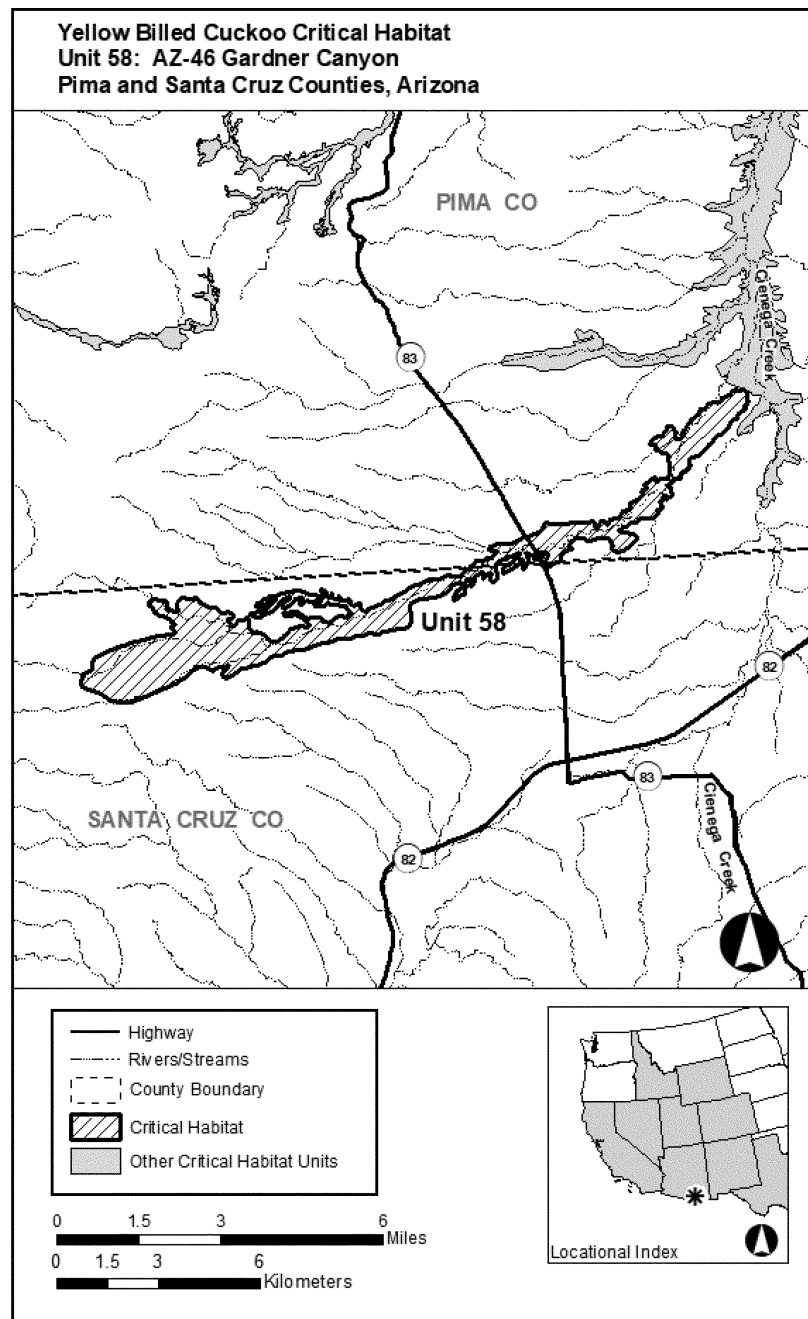 Yellow Billed Cuckoo Critical Habitat
Unit 58: AZ-46 Gardner Canyon
Pima and Santa Cruz Counties, Arizona
PIMA CO
Cienega Creek
83
Unit 58
82
83
Cienega Creek
SANTA CRUZ CO
82
Highway
Rivers/Streams
County Boundary
Critical Habitat
Other Critical Habitat Units
0 1.5 3 6
Miles
0 1.5 3 6
Kilometers
Locational Index